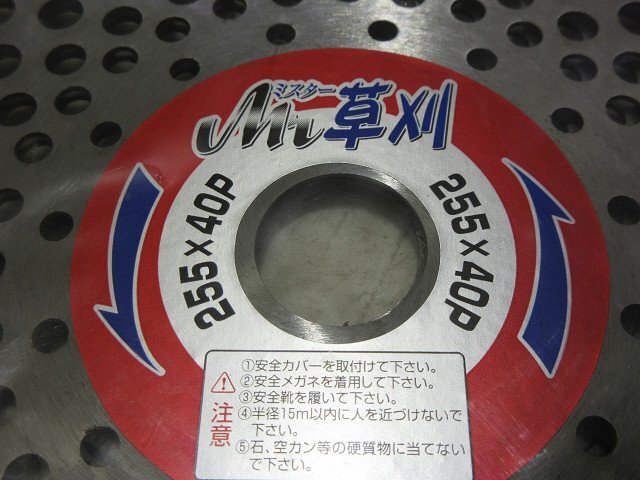 ミスター
Mr草刈
255×40P
255×40P
注意
①安全カバーを取付けて下さい。
②安全メガネを着用して下さい。
③安全靴を履いて下さい。
④半径15m以内に人を近づけないで
下さい。
⑤石、空カン等の硬質物に当てない
で下さい。